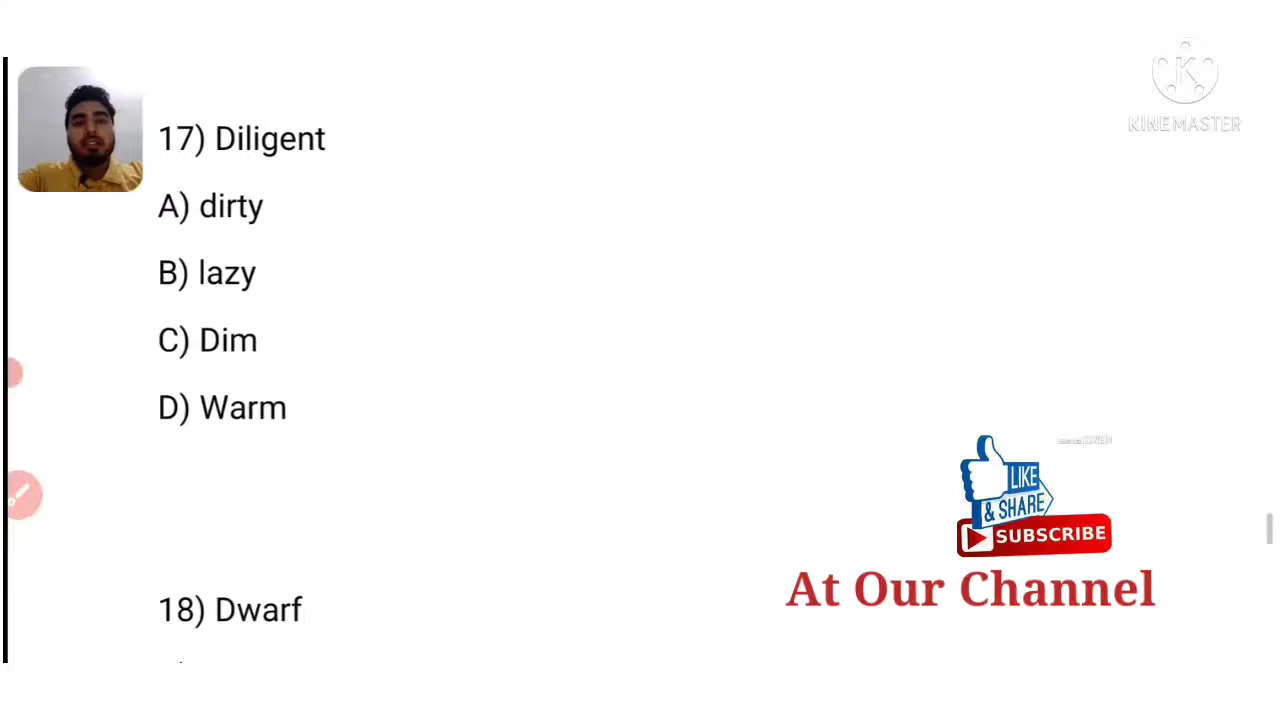 KINEMASTER
17) Diligent
A) dirty
B) lazy
C) Dim
D) Warm
LIKE
& SHARE
SUBSCRIBE
At Our Channel
18) Dwarf